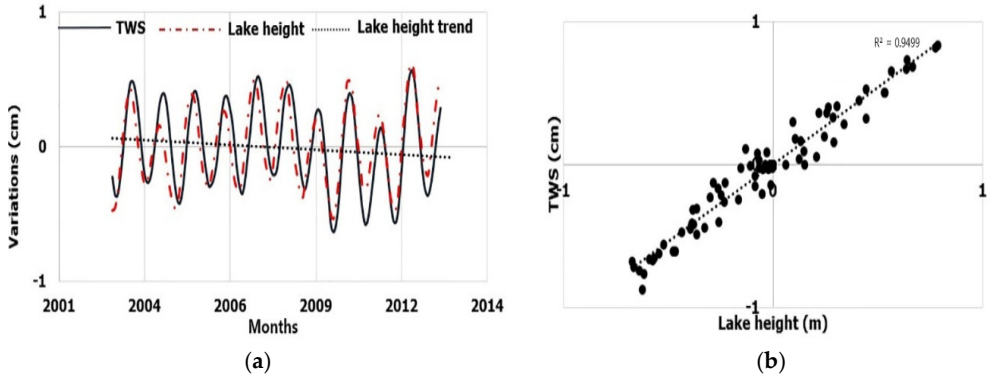 TWS Lake height Lake height trend
1
0
-1
Variations (cm)
2001 2004 2006 2009 2012 2014
Months
(a)
1
R² = 0.9499
TWS (cm)
-1 0 1
-1
Lake height (m)
(b)